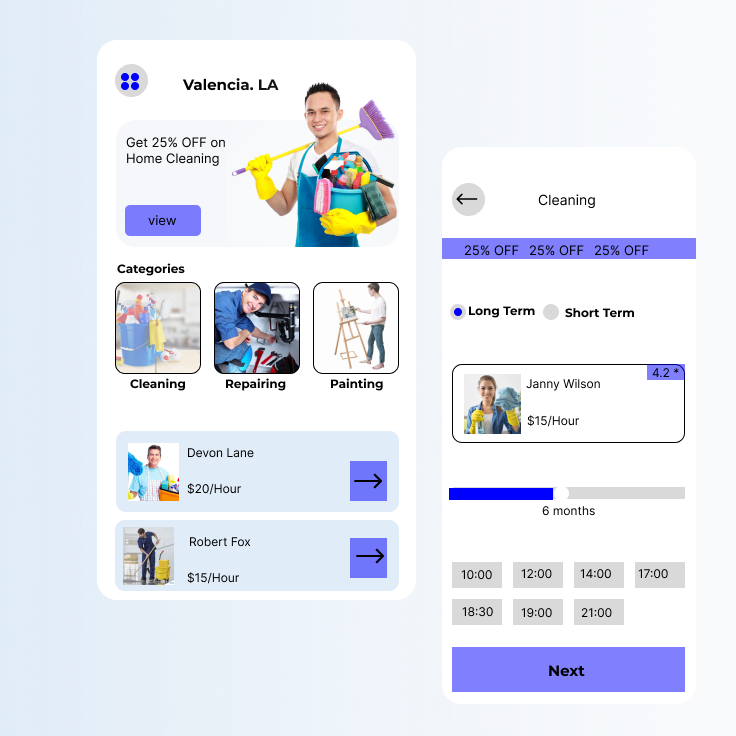 Valencia. LA
Get 25% OFF on
Home Cleaning
view
Categories
Cleaning
Repairing
Painting
Devon Lane
$20/Hour
Robert Fox
$15/Hour
Cleaning
25% OFF 25% OFF 25% OFF
Long Term
Short Term
4.2 *
Janny Wilson
$15/Hour
6 months
10:00 12:00 14:00 17:00
18:30 19:00 21:00
Next